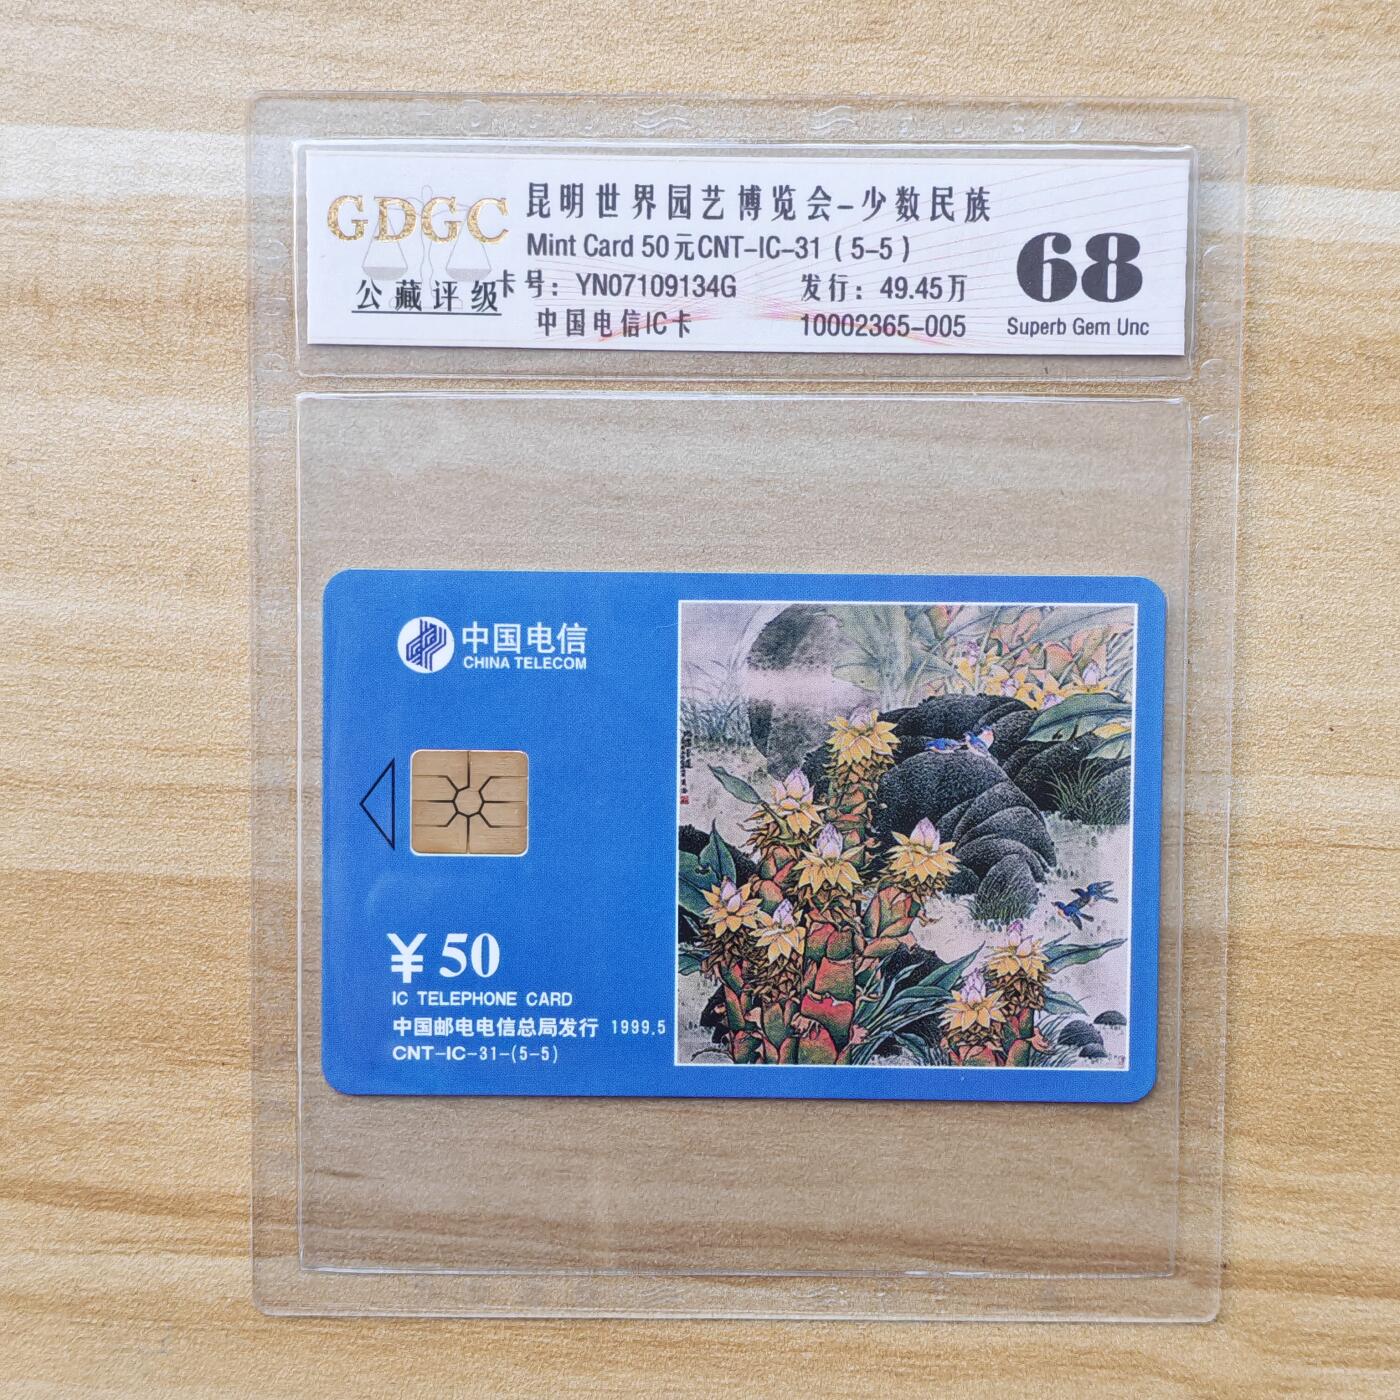 GDGC
公藏评级
昆明世界园艺博览会-少数民族
Mint Card 50元CNT-IC-31 (5-5)
卡号: YN07109134G 发行: 49.45万
中国电信IC卡 10002365-005
68
Superb Gem Unc
中国电信
CHINA TELECOM
¥50
IC TELEPHONE CARD
中国邮电电信总局发行 1999.5
CNT-IC-31-(5-5)